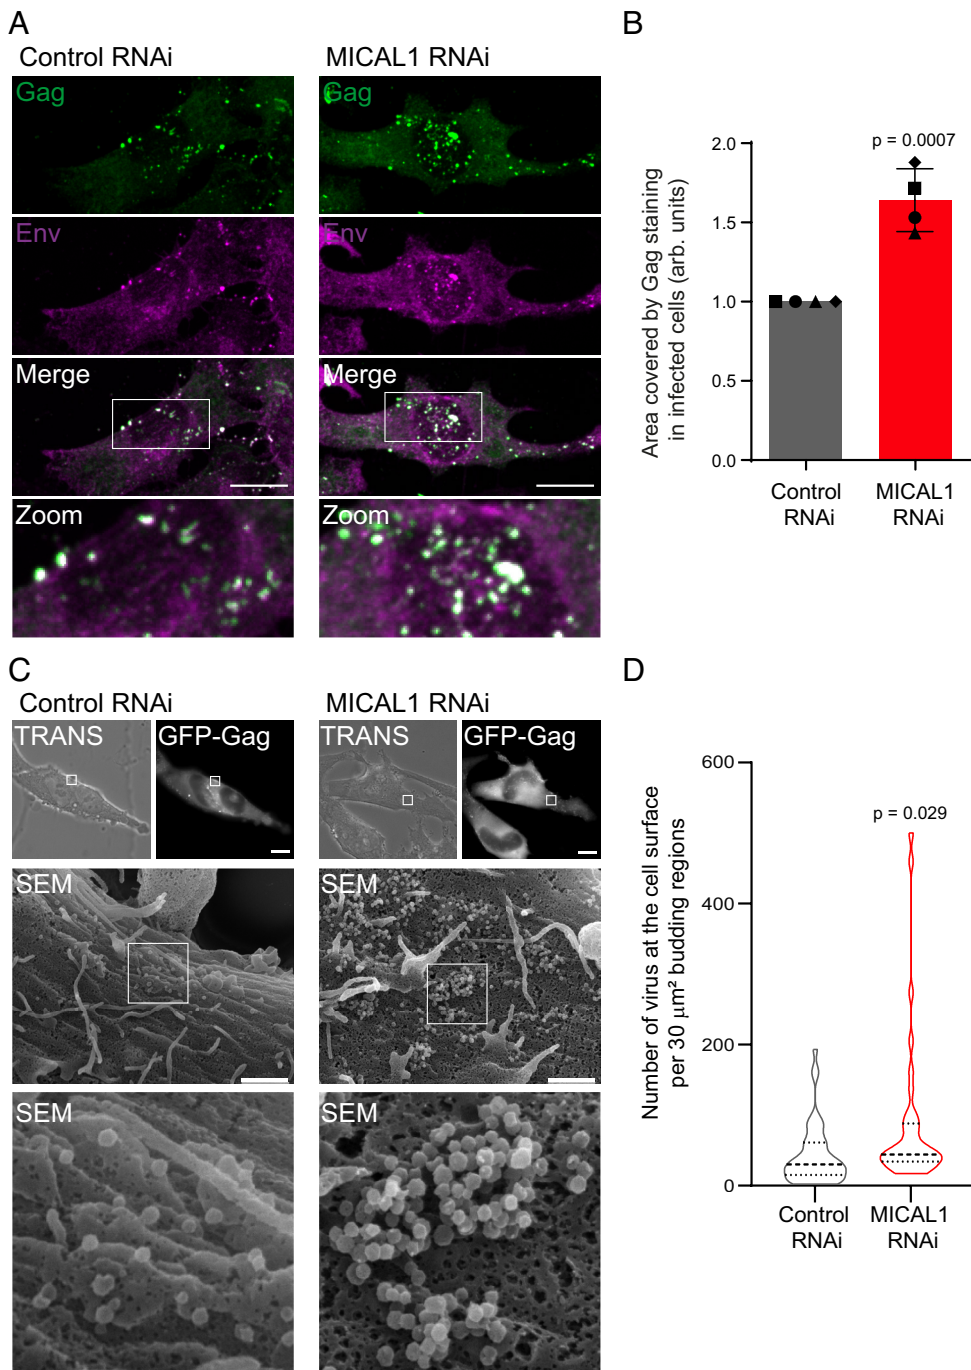 A
Control RNAi
MICAL1 RNAi
Gag
Gag
Env
Env
Merge
Merge
Zoom
Zoom
B
Area covered by Gag staining
in infected cells (arb. units)
2.0
1.5
1.0
0.5
0.0
p = 0.0007
Control
RNAi
MICAL1
RNAi
C
Control RNAi
MICAL1 RNAi
TRANS
GFP-Gag
TRANS
GFP-Gag
SEM
SEM
SEM
SEM
D
Number of virus at the cell surface
per 30 μm² budding regions
600
400
200
0
p = 0.029
Control
RNAi
MICAL1
RNAi